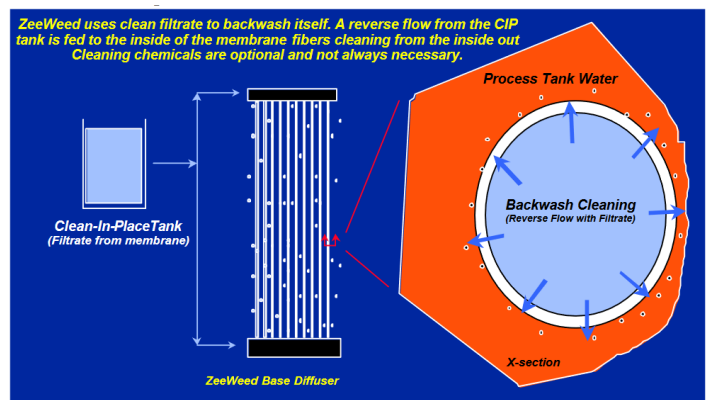 ZeeWeed uses clean filtrate to backwash itself. A reverse flow from the CIP
tank is fed to the inside of the membrane fibers cleaning from the inside out
Cleaning chemicals are optional and not always necessary.
Process Tank Water
Backwash Cleaning
(Reverse Flow with Filtrate)
Clean-In-PlaceTank
(Filtrate from membrane)
X-section
ZeeWeed Base Diffuser